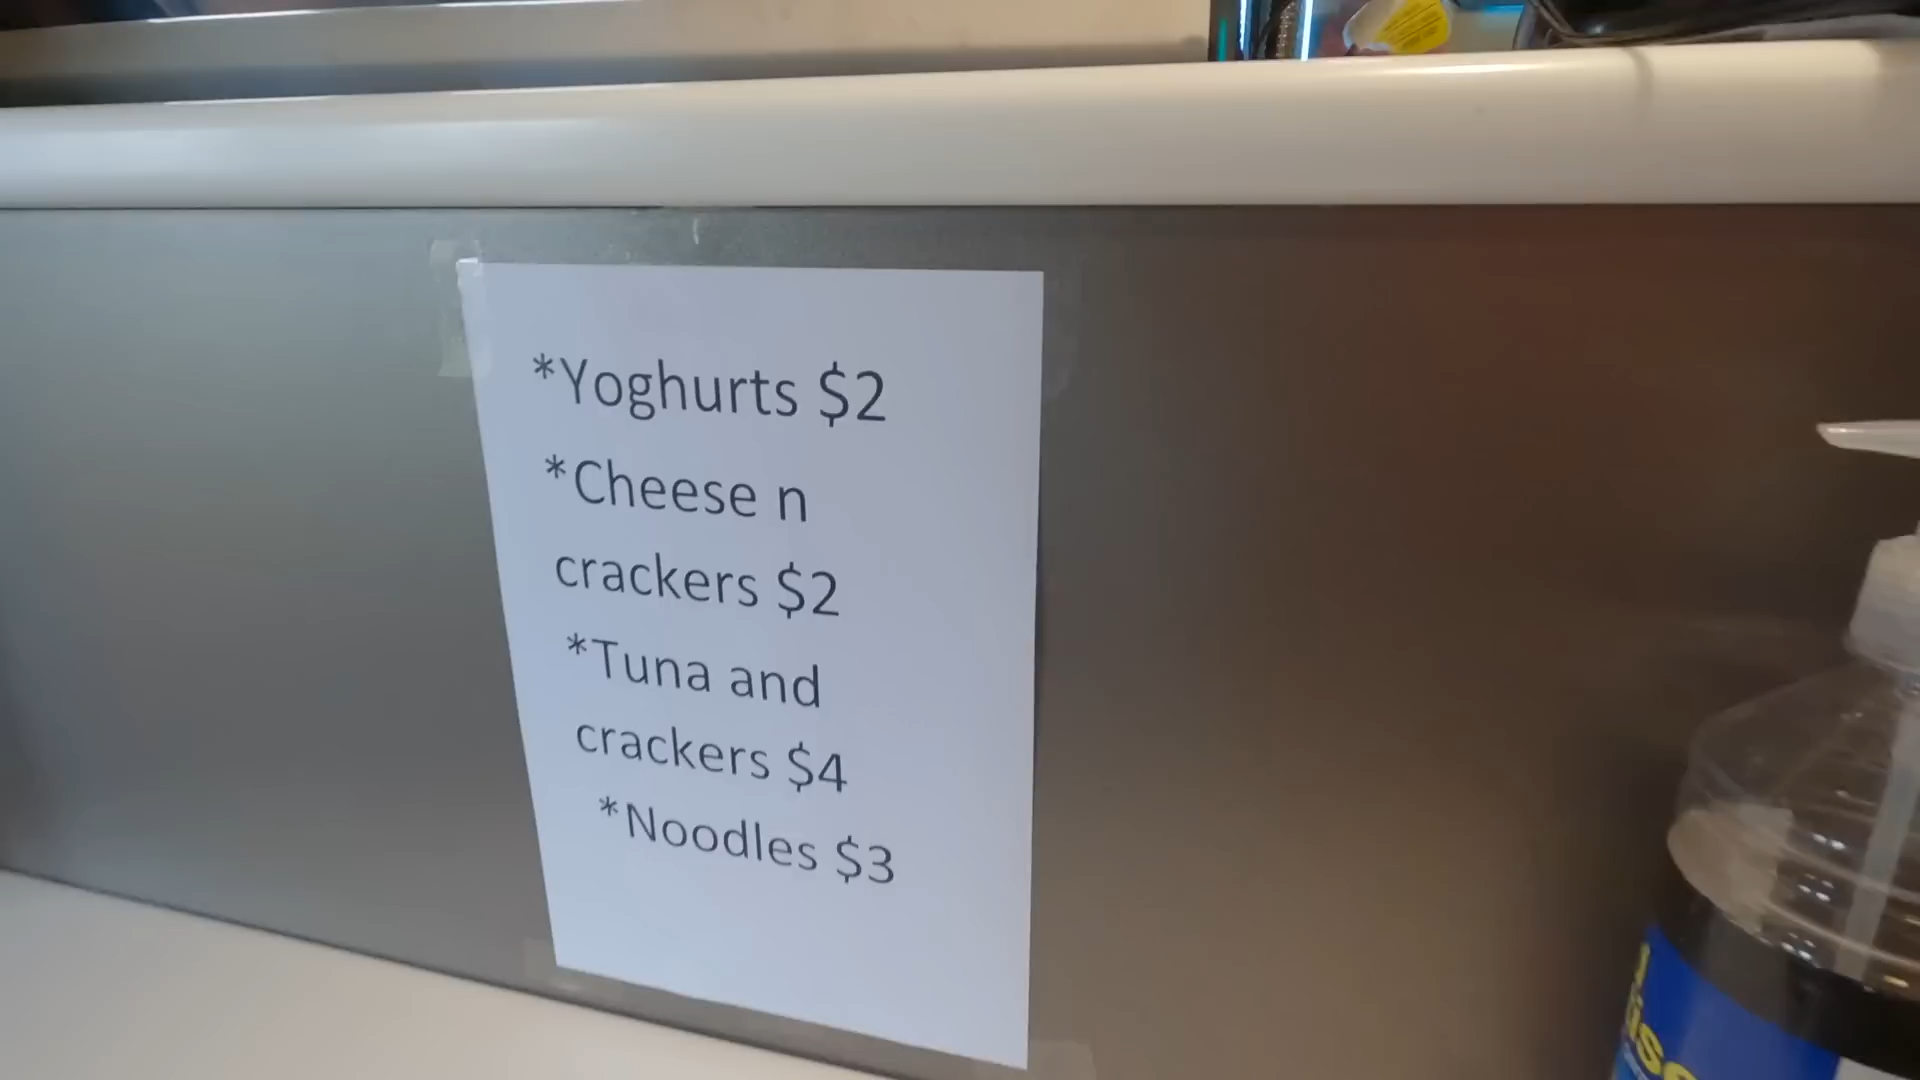 *Yoghurts $2
*Cheese n
crackers $2
*Tuna and
crackers $4
*Noodles $3